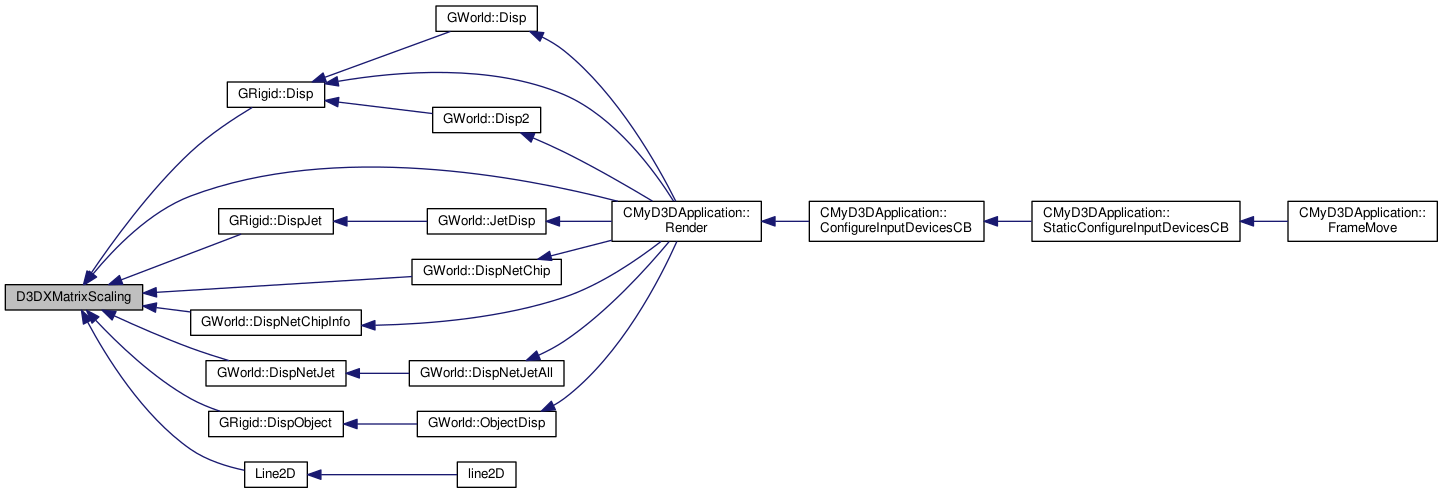 GWorld::Disp
GRigid::Disp
GWorld::Disp2
GRigid::DispJet
GWorld::JetDisp
CMyD3DApplication::
Render
CMyD3DApplication::
ConfigureInputDevicesCB
CMyD3DApplication::
StaticConfigureInputDevicesCB
CMyD3DApplication::
FrameMove
GWorld::DispNetChip
D3DXMatrixScaling
GWorld::DispNetChipInfo
GWorld::DispNetJet
GWorld::DispNetJetAll
GRigid::DispObject
GWorld::ObjectDisp
Line2D
line2D